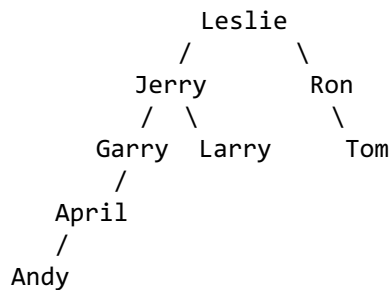 Leslie
Jerry Ron
Garry Larry Tom
April
Andy